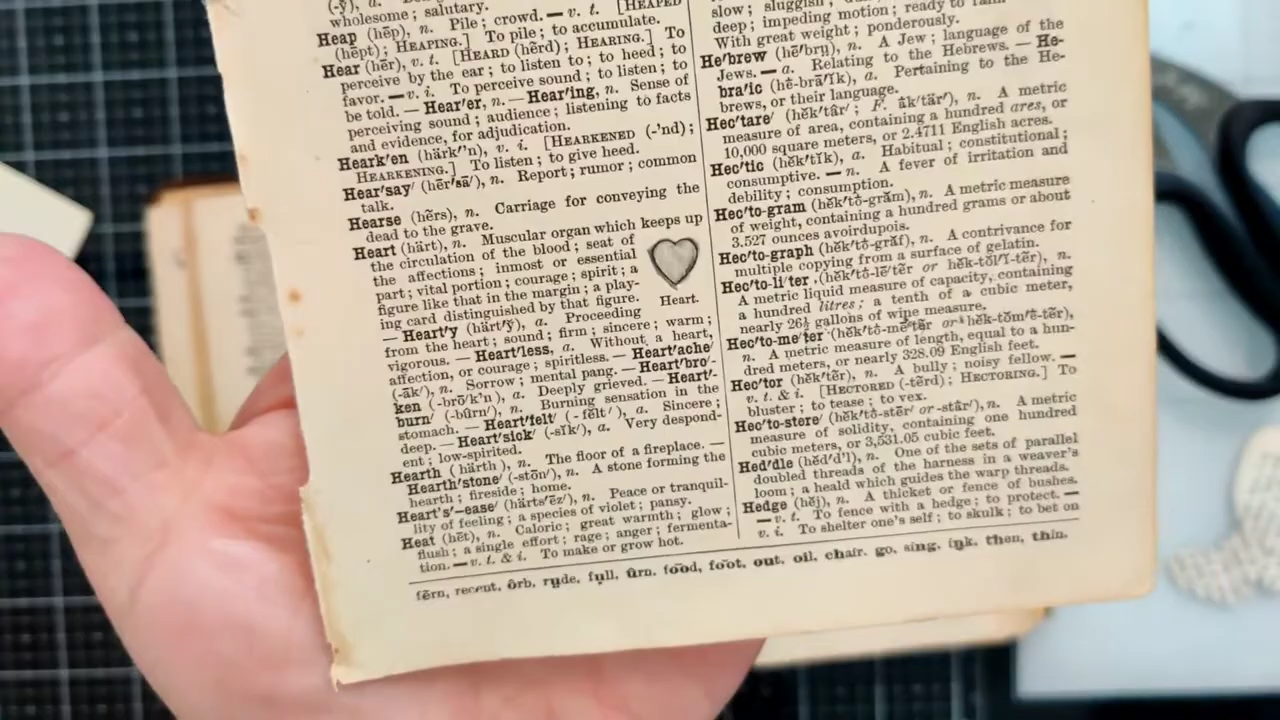 wholesome; salutary.
Heap (hēp), n. Pile; crowd. — v. t. [HEAPED
(hēpt); HEAPING.] To pile; to accumulate.
Hear (hēr), v. t. [HEARD (hẽrd); HEARING.] To
perceive by the ear; to listen to; to heed; to
favor. — v. i. To perceive sound; to listen; to
be told. — Hear'er, n. — Hear'ing, n. Sense of
perceiving sound; audience; listening to facts
and evidence, for adjudication.
Heark'en (härk''n), v. i. [HEARKENED (-'nd);
HEARKENING.] To listen; to give heed.
Hear'say' (hēr'sā'), n. Report; rumor; common
talk.
Hearse (hẽrs), n. Carriage for conveying the
dead to the grave.
Heart (härt), n. Muscular organ which keeps up
the circulation of the blood; seat of
the affections; inmost or essential
part; vital portion; courage; spirit; a
figure like that in the margin; a play-
ing card distinguished by that figure.
Heart.
— Heart'y (härt'y̆), a. Proceeding
from the heart; sound; firm; sincere; warm;
vigorous. — Heart'less, a. Without a heart,
affection, or courage; spiritless. — Heart'ache'
(-āk'), n. Sorrow; mental pang. — Heart'bro'-
ken (-brō'k'n), a. Deeply grieved. — Heart'-
burn' (-bûrn'), n. Burning sensation in the
stomach. — Heart'felt' (-fĕlt'), a. Sincere;
deep. — Heart'sick' (-sĭk'), a. Very despond-
ent; low-spirited.
Hearth (härth), n. The floor of a fireplace. —
Hearth'stone' (-stōn'), n. A stone forming the
hearth; fireside; home.
Heart's'-ease' (härts'ēz'), n. Peace or tranquil-
lity of feeling; a species of violet; pansy.
Heat (hēt), n. Caloric; great warmth; glow;
flush; a single effort; rage; anger; fermenta-
tion. — v. t. & i. To make or grow hot.
slow; sluggish;
deep; impeding motion; ready to
With great weight; ponderously.
He'brew (hē'brụ), n. A Jew; language of the
Jews. — a. Relating to the Hebrews. — He-
bra'ic (hê-brā'ĭk), a. Pertaining to the He-
brews, or their language.
Hec'tare' (hĕk'târ'; F. âk'târ'), n. A metric
measure of area, containing a hundred ares, or
10,000 square meters, or 2.4711 English acres.
Hec'tic (hĕk'tĭk), a. Habitual; constitutional;
consumptive. — n. A fever of irritation and
debility; consumption.
Hec'to-gram (hĕk'tô-grăm), n. A metric measure
of weight, containing a hundred grams or about
3.527 ounces avoirdupois.
Hec'to-graph (hĕk'tô-grăf), n. A contrivance for
multiple copying from a surface of gelatin.
Hec'to-li'ter (hĕk'tô-lē'tẽr or hĕk-tŏl'ĭ-tẽr), n.
A metric liquid measure of capacity, containing
a hundred litres; a tenth of a cubic meter,
nearly 26½ gallons of wine measure.
Hec'to-me'ter (hĕk'tô-mē'tẽr or hĕk-tŏm'ê-tẽr),
n. A metric measure of length, equal to a hun-
dred meters, or nearly 328.09 English feet.
Hec'tor (hĕk'tẽr), n. A bully; noisy fellow. —
v. t. & i. [HECTORED (-tẽrd); HECTORING.] To
bluster; to tease; to vex.
Hec'to-stere' (hĕk'tô-stēr' or -stâr'), n. A metric
measure of solidity, containing one hundred
cubic meters, or 3,531.05 cubic feet.
Hed'dle (hĕd'd'l), n. One of the sets of parallel
doubled threads of the harness in a weaver's
loom; a heald which guides the warp threads.
Hedge (hĕj), n. A thicket or fence of bushes.
— v. t. To fence with a hedge; to protect. —
v. i. To shelter one's self; to skulk; to bet on
fẽrn, recent, ôrb, rṳde, fṳll, ûrn, fo͞od, fo͝ot, out, oil, chair, go, sing, iṉk, then, thin.